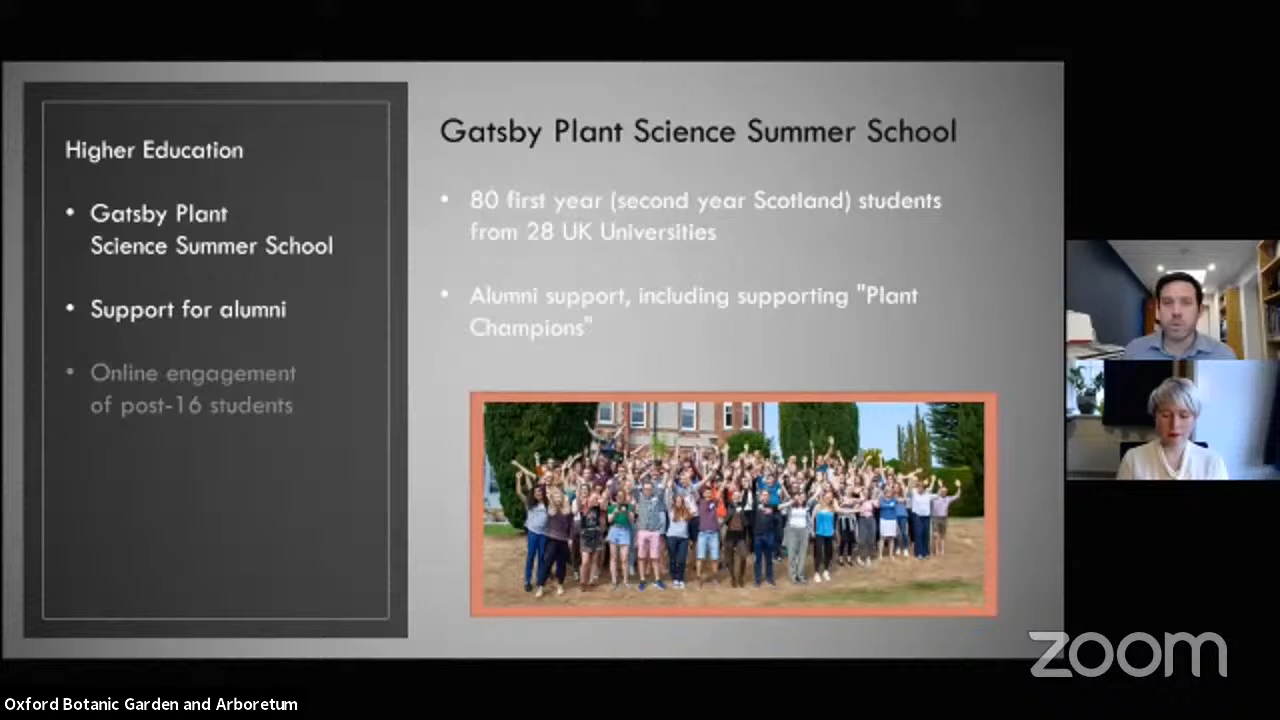 Higher Education
• Gatsby Plant
Science Summer School
• Support for alumni
• Online engagement
of post-16 students
Gatsby Plant Science Summer School
• 80 first year (second year Scotland) students
from 28 UK Universities
• Alumni support, including supporting "Plant
Champions"
zoom
Oxford Botanic Garden and Arboretum